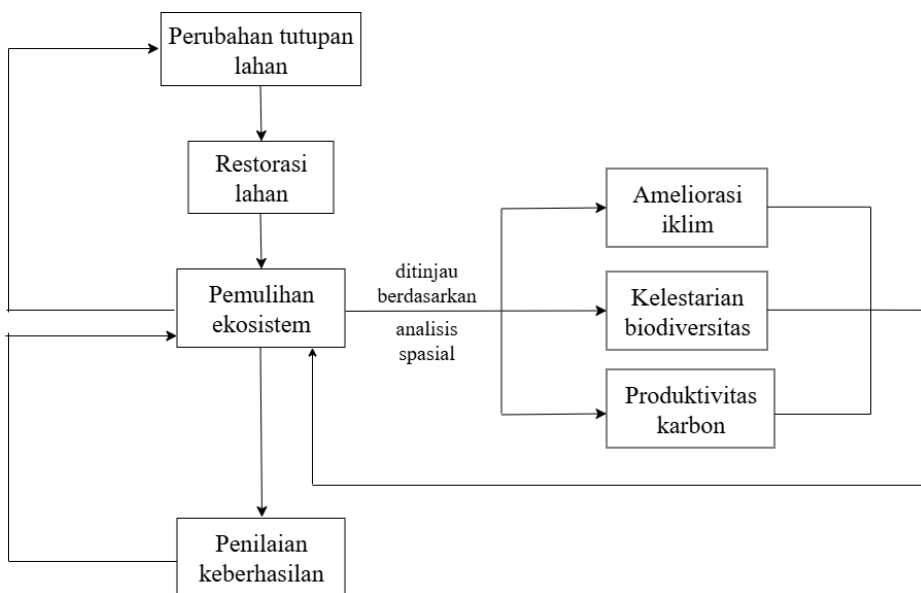 Perubahan tutupan
lahan
Restorasi
lahan
Pemulihan
ekosistem
ditinjau
berdasarkan
analisis
spasial
Ameliorasi
iklim
Kelestarian
biodiversitas
Produktivitas
karbon
Penilaian
keberhasilan